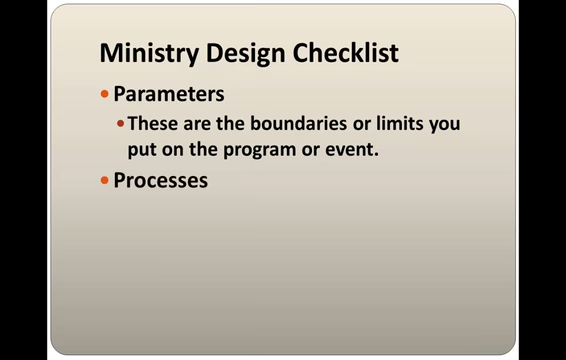 Ministry Design Checklist
• Parameters
• These are the boundaries or limits you
put on the program or event.
• Processes